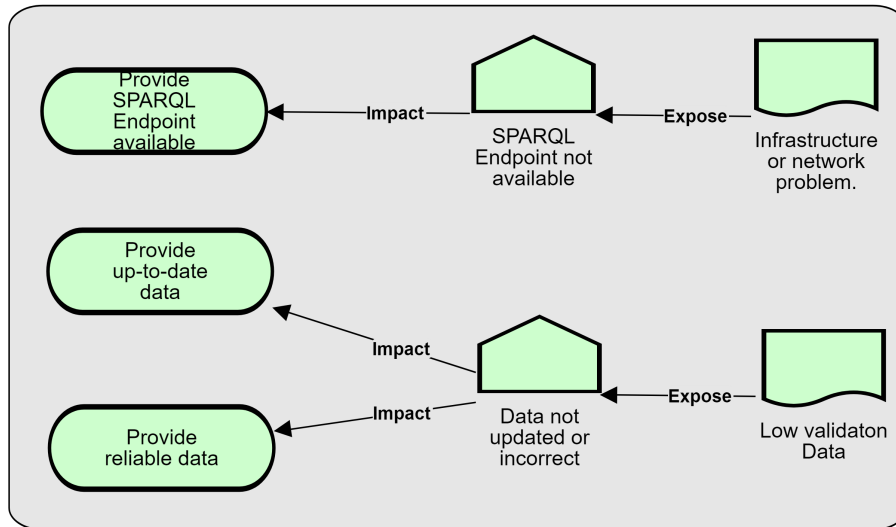 Provide
SPARQL
Endpoint
available
Impact
SPARQL
Endpoint not
available
Expose
Infrastructure
or network
problem.
Provide
up-to-date
data
Impact
Provide
reliable data
Impact
Data not
updated or
incorrect
Expose
Low validaton
Data